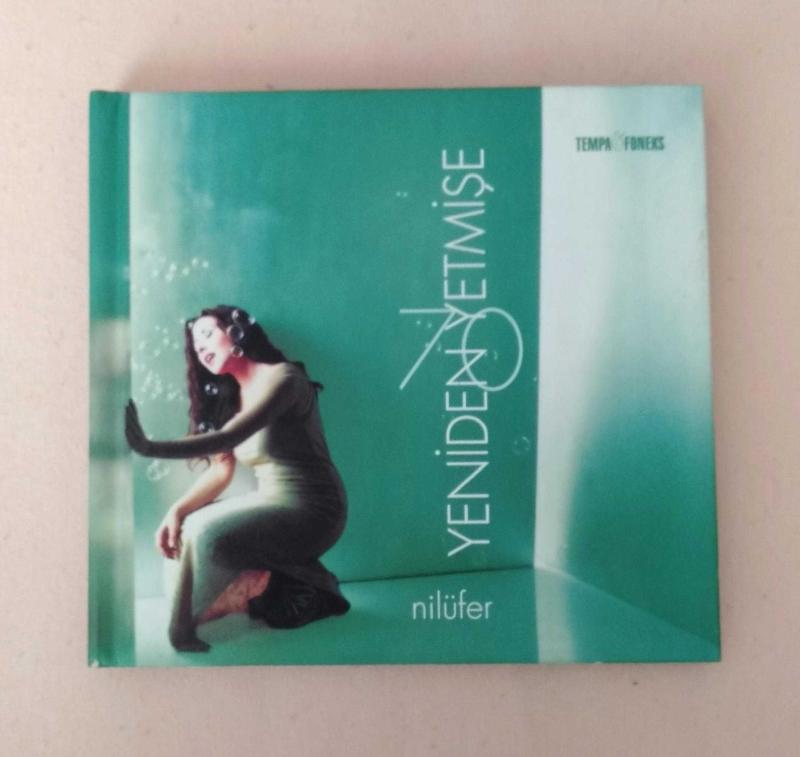 TEMPA & FONEKS
YENİDEN YETMİŞE
70
nilüfer